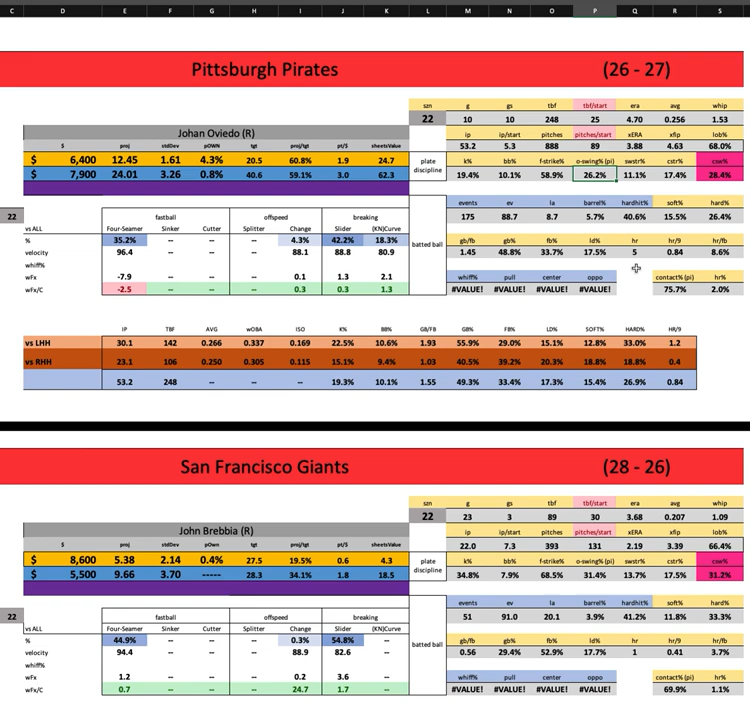 C D E F G H I J K L M N O P Q R S
Pittsburgh Pirates (26 - 27)
szn g gs tbf tbf/start era avg whip
22 10 10 248 25 4.70 0.256 1.53
Johan Oviedo (R) ip ip/start pitches pitches/start xERA xfip lob%
53.2 5.3 888 89 3.88 4.63 68.0%
$ proj stdDev pOWN tgt proj/tgt pt/$ sheetsValue
$ 6,400 12.45 1.61 4.3% 20.5 60.8% 1.9 24.7 plate discipline k% bb% f-strike% o-swing% (pi) swstr% cstr% csw%
$ 7,900 24.01 3.26 0.8% 40.6 59.1% 3.0 62.3 19.4% 10.1% 58.9% 26.2% 11.1% 17.4% 28.4%
events ev la barrel% hardhit% soft% hard%
22 fastball offspeed breaking 175 88.7 8.7 5.7% 40.6% 15.5% 26.4%
vs ALL Four-Seamer Sinker Cutter Splitter Change Slider (KN)Curve
% 35.2% -- -- -- 4.3% 42.2% 18.3% batted ball gb/fb gb% fb% ld% hr hr/9 hr/fb
velocity 96.4 -- -- -- 88.1 88.8 80.9 1.45 48.8% 33.7% 17.5% 5 0.84 8.6%
whiff%
wFx -7.9 -- -- -- 0.1 1.3 2.1 whiff% pull center oppo contact% (pi) hr%
wFx/C -2.5 -- -- -- 0.3 0.3 1.3 #VALUE! #VALUE! #VALUE! #VALUE! 75.7% 2.0%
IP TBF AVG wOBA ISO K% BB% GB/FB GB% FB% LD% SOFT% HARD% HR/9
vs LHH 30.1 142 0.266 0.337 0.169 22.5% 10.6% 1.93 55.9% 29.0% 15.1% 12.8% 33.0% 1.2
vs RHH 23.1 106 0.250 0.305 0.115 15.1% 9.4% 1.03 40.5% 39.2% 20.3% 18.8% 18.8% 0.4
53.2 248 -- -- -- 19.3% 10.1% 1.55 49.3% 33.4% 17.3% 15.4% 26.9% 0.84
San Francisco Giants (28 - 26)
szn g gs tbf tbf/start era avg whip
22 23 3 89 30 3.68 0.207 1.09
John Brebbia (R) ip ip/start pitches pitches/start xERA xfip lob%
$ proj stdDev pOwn tgt proj/tgt pt/$ sheetsValue 22.0 7.3 393 131 2.19 3.39 66.4%
$ 8,600 5.38 2.14 0.4% 27.5 19.5% 0.6 4.3 plate discipline k% bb% f-strike% o-swing% (pi) swstr% cstr% csw%
$ 5,500 9.66 3.70 ----- 28.3 34.1% 1.8 18.5 34.8% 7.9% 68.5% 31.4% 13.7% 17.5% 31.2%
events ev la barrel% hardhit% soft% hard%
22 fastball offspeed breaking 51 91.0 20.1 3.9% 41.2% 11.8% 33.3%
vs ALL Four-Seamer Sinker Cutter Splitter Change Slider (KN)Curve
% 44.9% -- -- -- 0.3% 54.8% -- batted ball gb/fb gb% fb% ld% hr hr/9 hr/fb
velocity 94.4 -- -- -- 88.9 82.6 -- 0.56 29.4% 52.9% 17.7% 1 0.41 3.7%
whiff%
wFx 1.2 -- -- -- 0.2 3.6 -- whiff% pull center oppo contact% (pi) hr%
wFx/C 0.7 -- -- -- 24.7 1.7 -- #VALUE! #VALUE! #VALUE! #VALUE! 69.9% 1.1%